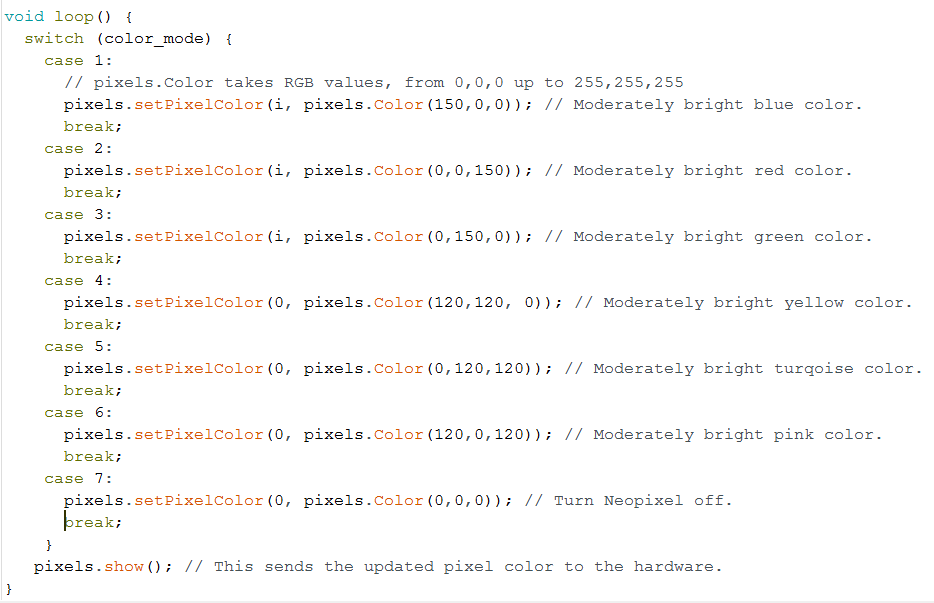 void loop() {
  switch (color_mode) {
    case 1:
      // pixels.Color takes RGB values, from 0,0,0 up to 255,255,255
      pixels.setPixelColor(i, pixels.Color(150,0,0)); // Moderately bright blue color.
      break;
    case 2:
      pixels.setPixelColor(i, pixels.Color(0,0,150)); // Moderately bright red color.
      break;
    case 3:
      pixels.setPixelColor(i, pixels.Color(0,150,0)); // Moderately bright green color.
      break;
    case 4:
      pixels.setPixelColor(0, pixels.Color(120,120, 0)); // Moderately bright yellow color.
      break;
    case 5:
      pixels.setPixelColor(0, pixels.Color(0,120,120)); // Moderately bright turqoise color.
      break;
    case 6:
      pixels.setPixelColor(0, pixels.Color(120,0,120)); // Moderately bright pink color.
      break;
    case 7:
      pixels.setPixelColor(0, pixels.Color(0,0,0)); // Turn Neopixel off.
      break;
    }
   pixels.show(); // This sends the updated pixel color to the hardware.
}